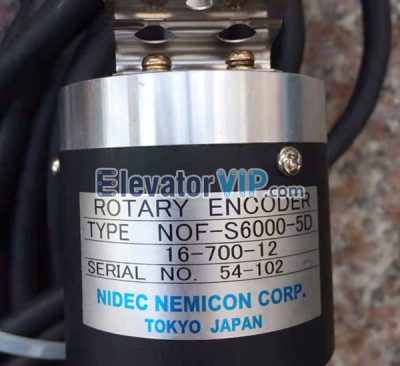 ElevatorVIP.com
ROTARY ENCODER
TYPE NOF-S6000-5D
16-700-12
SERIAL NO. 54-102
NIDEC NEMICON CORP.
TOKYO JAPAN